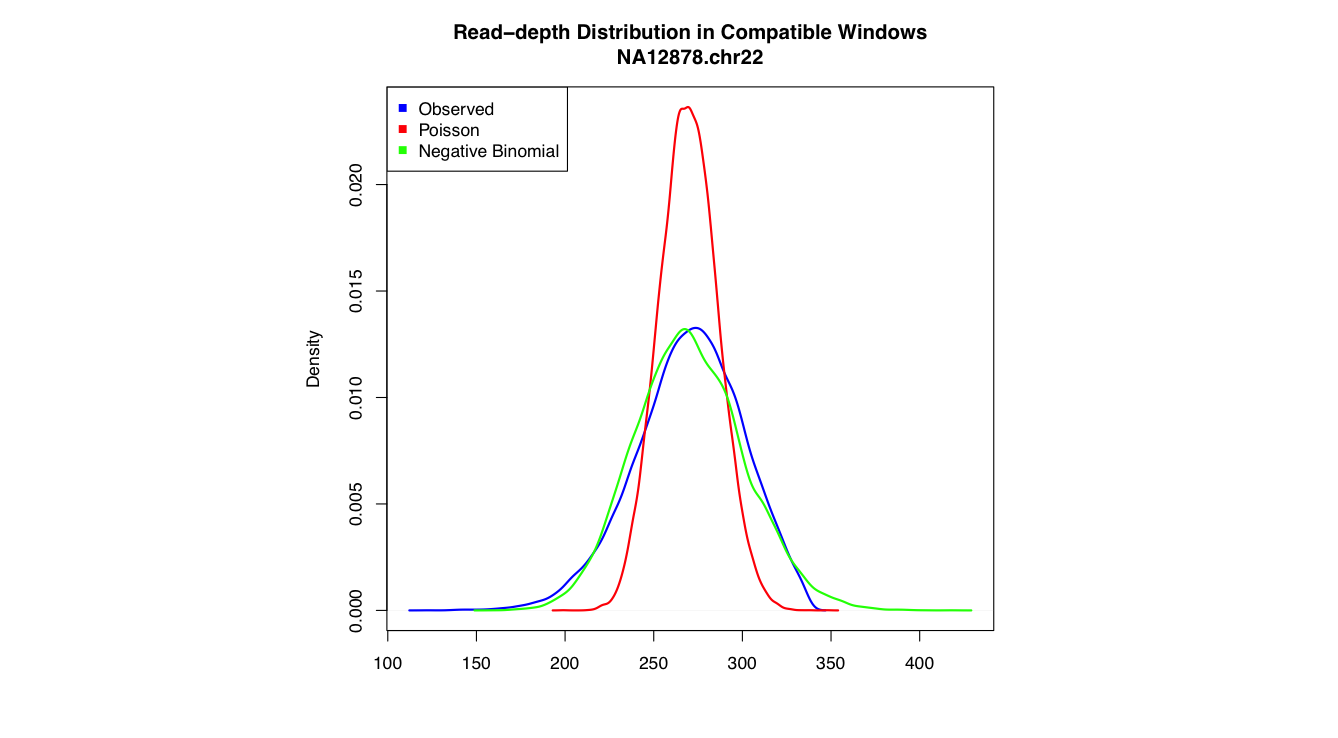 Read−depth Distribution in Compatible Windows
NA12878.chr22
Observed
Poisson
Negative Binomial
Density
0.020
0.015
0.010
0.005
0.000
100 150 200 250 300 350 400